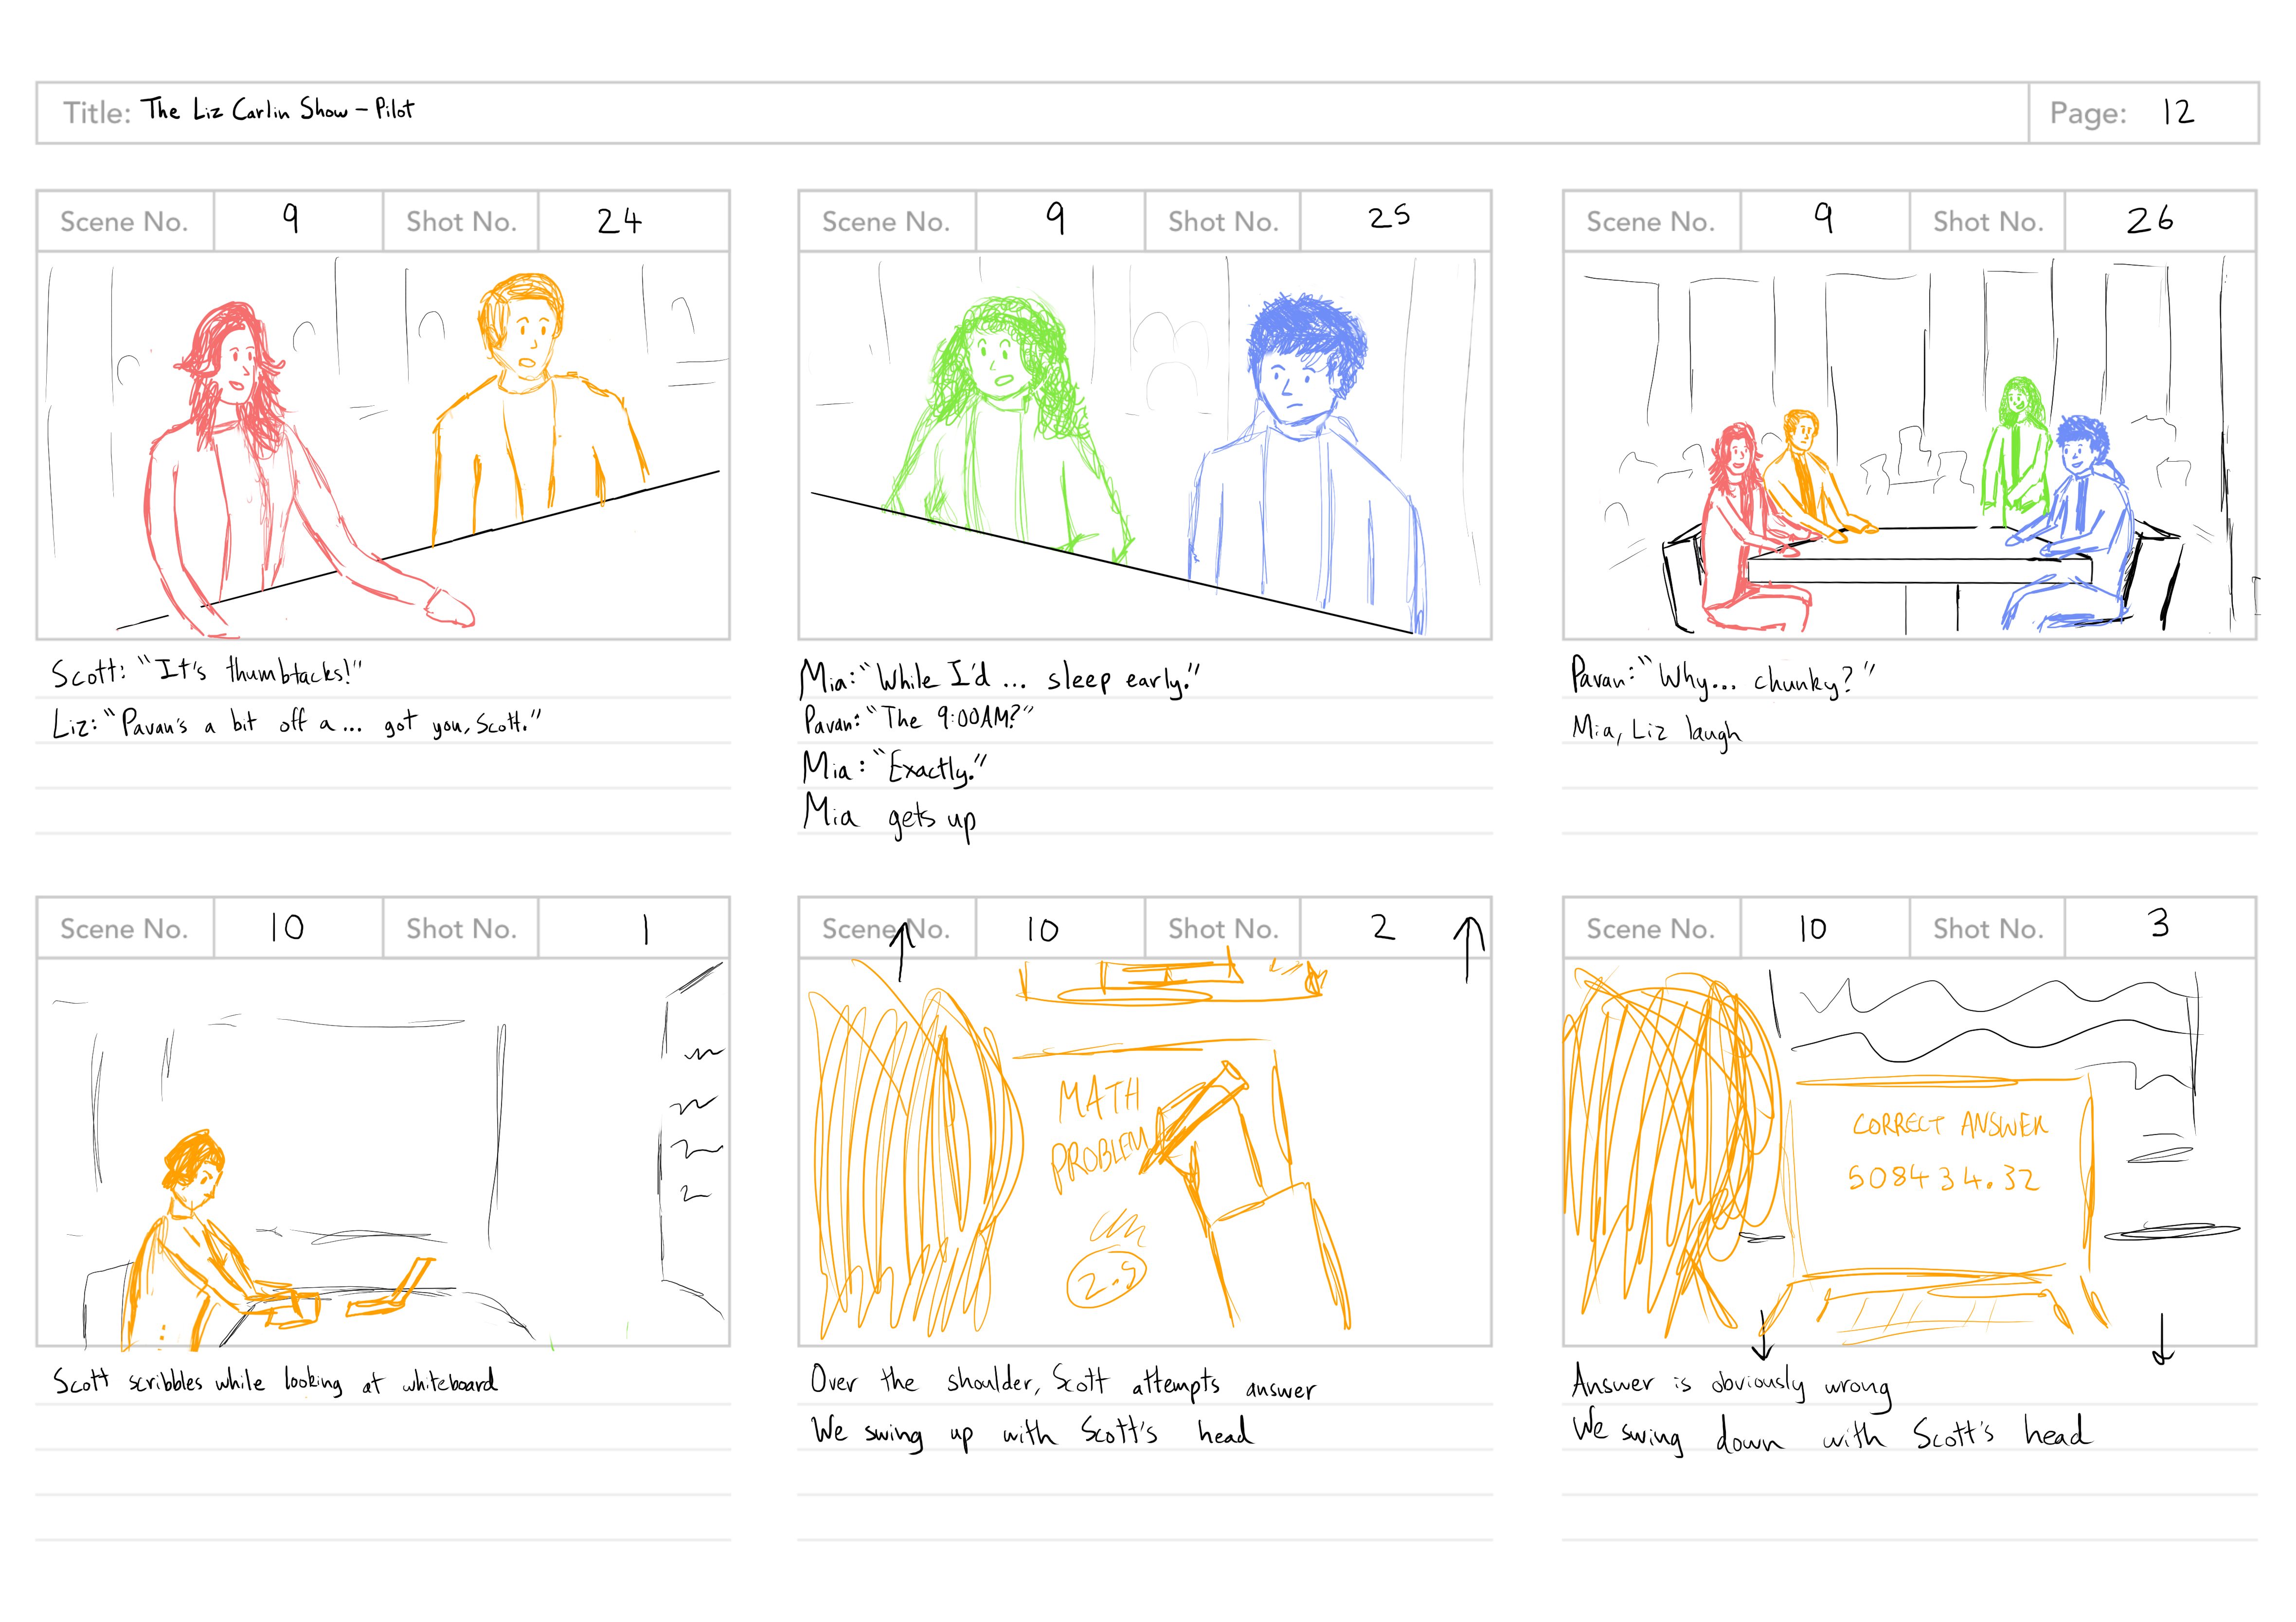 Title: The Liz Carlin Show - Pilot
Page: 12
Scene No. 9 Shot No. 24
Scott: "It's thumbtacks!"
Liz: "Pavan's a bit off a... got you, Scott."
Scene No. 9 Shot No. 25
Mia: "While I'd ... sleep early."
Pavan: "The 9:00AM?"
Mia: "Exactly."
Mia gets up
Scene No. 9 Shot No. 26
Pavan: "Why... chunky?"
Mia, Liz laugh
Scene No. 10 Shot No. 1
Scott scribbles while looking at whiteboard
Scene No. 10 Shot No. 2
MATH
PROBLEM
2.9
Over the shoulder, Scott attempts answer
We swing up with Scott's head
Scene No. 10 Shot No. 3
CORRECT ANSWER
508434.32
Answer is obviously wrong
We swing down with Scott's head